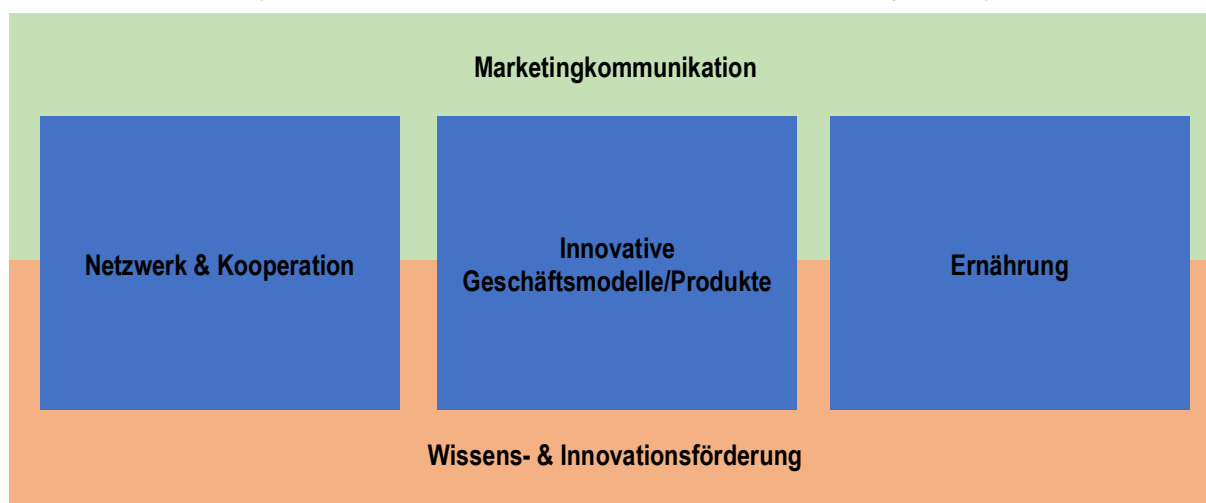 Marketingkommunikation
Netzwerk & Kooperation
Innovative
Geschäftsmodelle/Produkte
Ernährung
Wissens- & Innovationsförderung